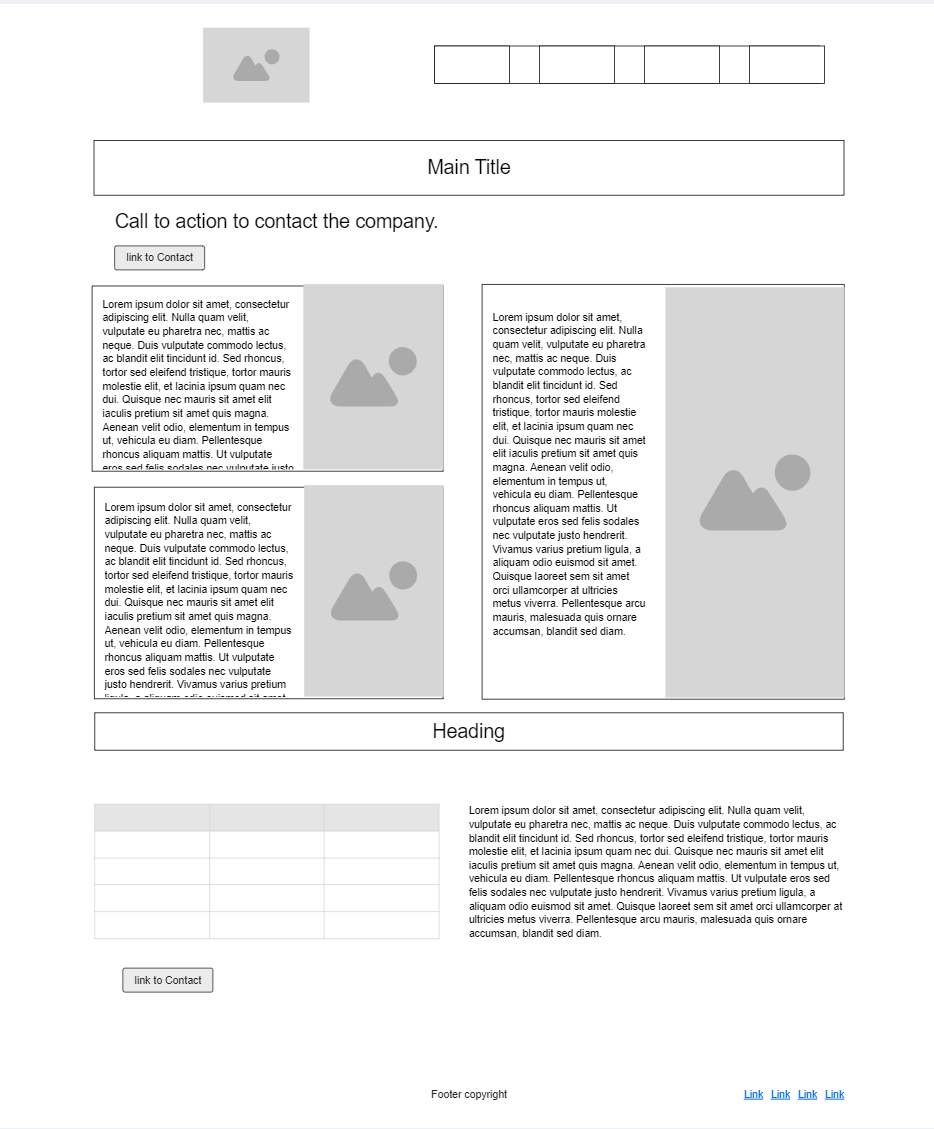 Main Title
Call to action to contact the company.
link to Contact
Lorem ipsum dolor sit amet, consectetur
adipiscing elit. Nulla quam velit,
vulputate eu pharetra nec, mattis ac
neque. Duis vulputate commodo lectus,
ac blandit elit tincidunt id. Sed rhoncus,
tortor sed eleifend tristique, tortor mauris
molestie elit, et lacinia ipsum quam nec
dui. Quisque nec mauris sit amet elit
iaculis pretium sit amet quis magna.
Aenean velit odio, elementum in tempus
ut, vehicula eu diam. Pellentesque
rhoncus aliquam mattis. Ut vulputate
eros sed felis sodales nec vulputate justo
Lorem ipsum dolor sit amet, consectetur
adipiscing elit. Nulla quam velit,
vulputate eu pharetra nec, mattis ac
neque. Duis vulputate commodo lectus,
ac blandit elit tincidunt id. Sed rhoncus,
tortor sed eleifend tristique, tortor mauris
molestie elit, et lacinia ipsum quam nec
dui. Quisque nec mauris sit amet elit
iaculis pretium sit amet quis magna.
Aenean velit odio, elementum in tempus
ut, vehicula eu diam. Pellentesque
rhoncus aliquam mattis. Ut vulputate
eros sed felis sodales nec vulputate
justo hendrerit. Vivamus varius pretium
ligula, a aliquam odio euismod sit amet.
Lorem ipsum dolor sit amet,
consectetur adipiscing elit. Nulla
quam velit, vulputate eu pharetra
nec, mattis ac neque. Duis
vulputate commodo lectus, ac
blandit elit tincidunt id. Sed
rhoncus, tortor sed eleifend
tristique, tortor mauris molestie
elit, et lacinia ipsum quam nec
dui. Quisque nec mauris sit amet
elit iaculis pretium sit amet quis
magna. Aenean velit odio,
elementum in tempus ut,
vehicula eu diam. Pellentesque
rhoncus aliquam mattis. Ut
vulputate eros sed felis sodales
nec vulputate justo hendrerit.
Vivamus varius pretium ligula, a
aliquam odio euismod sit amet.
Quisque laoreet sem sit amet
orci ullamcorper at ultricies
metus viverra. Pellentesque arcu
mauris, malesuada quis ornare
accumsan, blandit sed diam.
Heading
Lorem ipsum dolor sit amet, consectetur adipiscing elit. Nulla quam velit,
vulputate eu pharetra nec, mattis ac neque. Duis vulputate commodo lectus, ac
blandit elit tincidunt id. Sed rhoncus, tortor sed eleifend tristique, tortor mauris
molestie elit, et lacinia ipsum quam nec dui. Quisque nec mauris sit amet elit
iaculis pretium sit amet quis magna. Aenean velit odio, elementum in tempus ut,
vehicula eu diam. Pellentesque rhoncus aliquam mattis. Ut vulputate eros sed
felis sodales nec vulputate justo hendrerit. Vivamus varius pretium ligula, a
aliquam odio euismod sit amet. Quisque laoreet sem sit amet orci ullamcorper at
ultricies metus viverra. Pellentesque arcu mauris, malesuada quis ornare
accumsan, blandit sed diam.
link to Contact
Footer copyright
Link Link Link Link